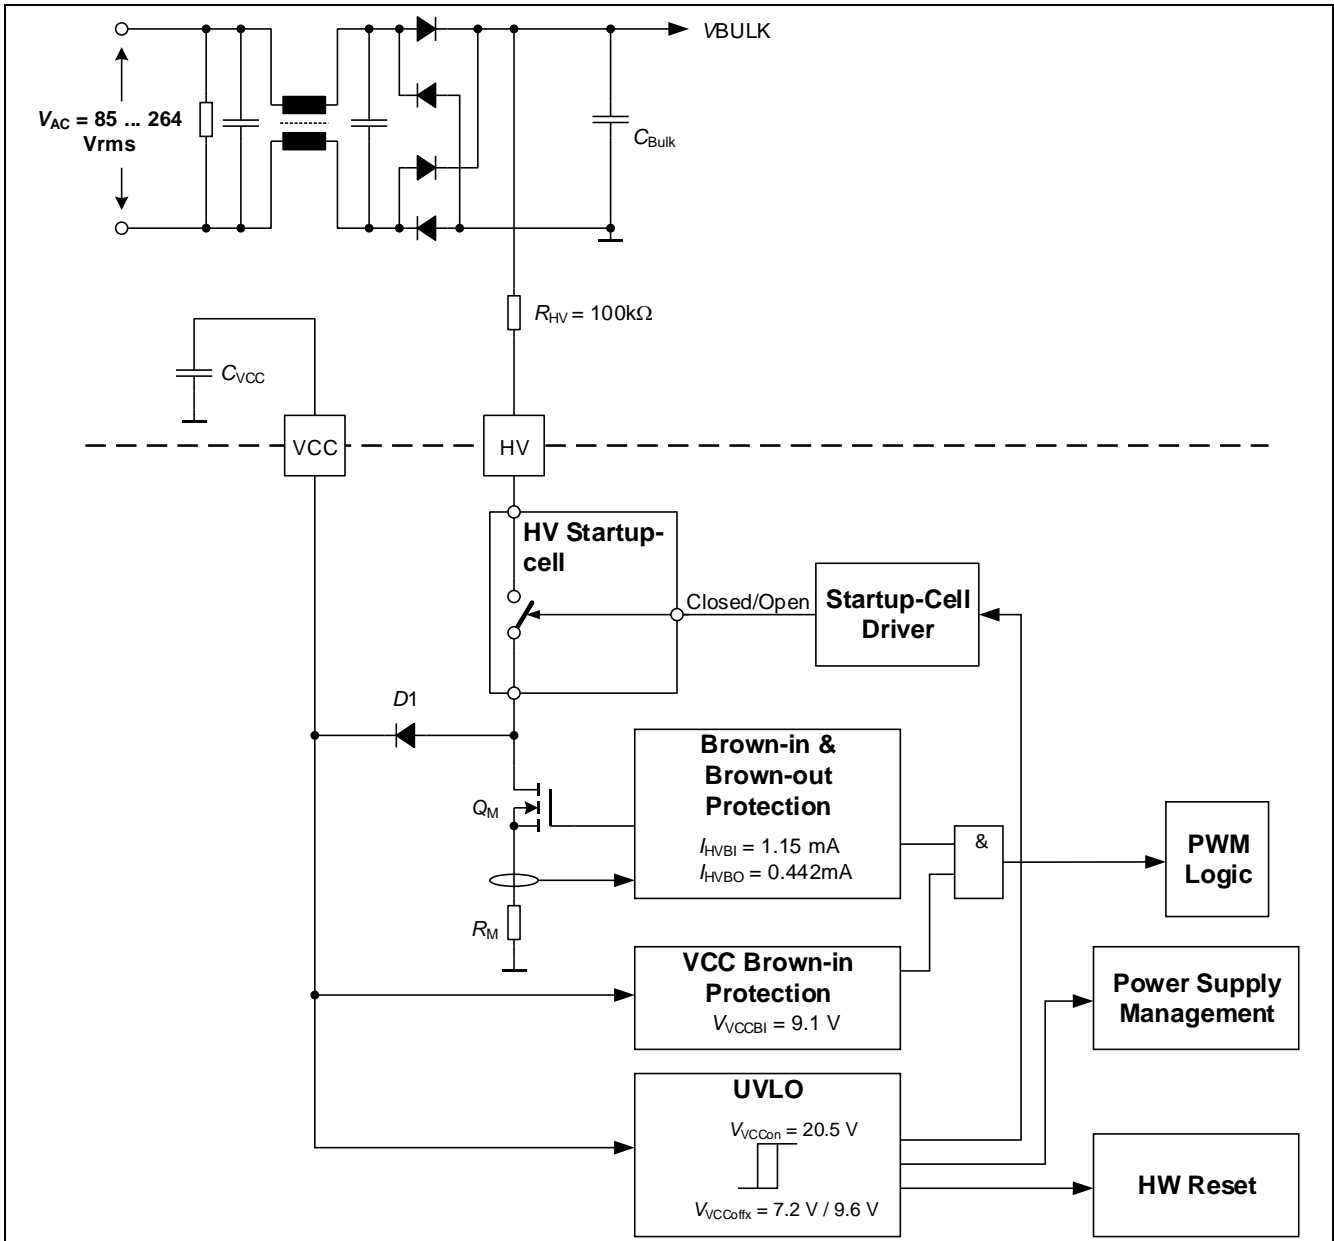 VBULK
VAC = 85 ... 264
Vrms
CBulk
RHV = 100kΩ
CVCC
VCC
HV
HV Startup-
cell
Closed/Open
Startup-Cell
Driver
D1
Brown-in &
Brown-out
Protection
IHVBI = 1.15 mA
IHVBO = 0.442mA
QM
&
PWM
Logic
RM
VCC Brown-in
Protection
VVCCBI = 9.1 V
Power Supply
Management
UVLO
VVCCon = 20.5 V
VVCCoffx = 7.2 V / 9.6 V
HW Reset